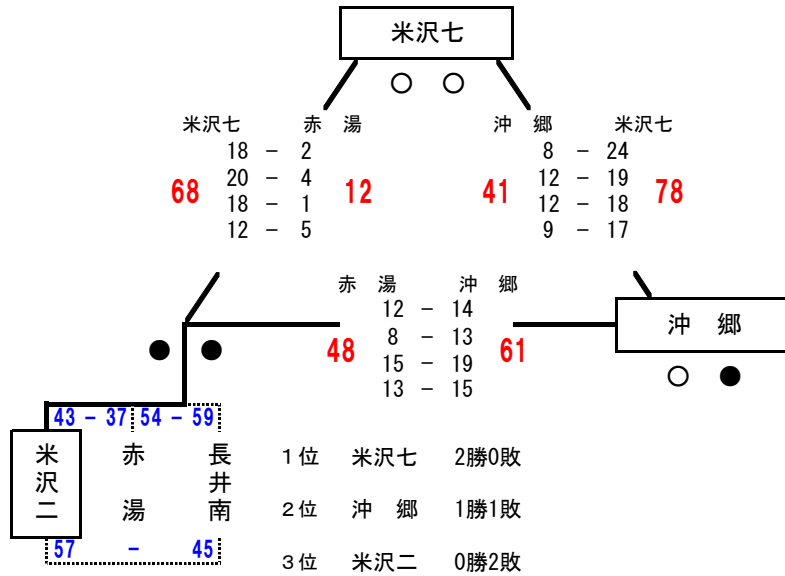 米沢七
○ ○
米沢七 赤 湯
18 － 2
20 － 4
18 － 1
12 － 5
68 12
沖 郷 米沢七
8 － 24
12 － 19
12 － 18
9 － 17
41 78
赤 湯 沖 郷
12 － 14
8 － 13
15 － 19
13 － 15
48 61
沖 郷
○ ●
● ●
43 － 37 54 － 59
米沢二
赤湯
長井南
57 － 45
1位 米沢七 2勝0敗
2位 沖 郷 1勝1敗
3位 米沢二 0勝2敗